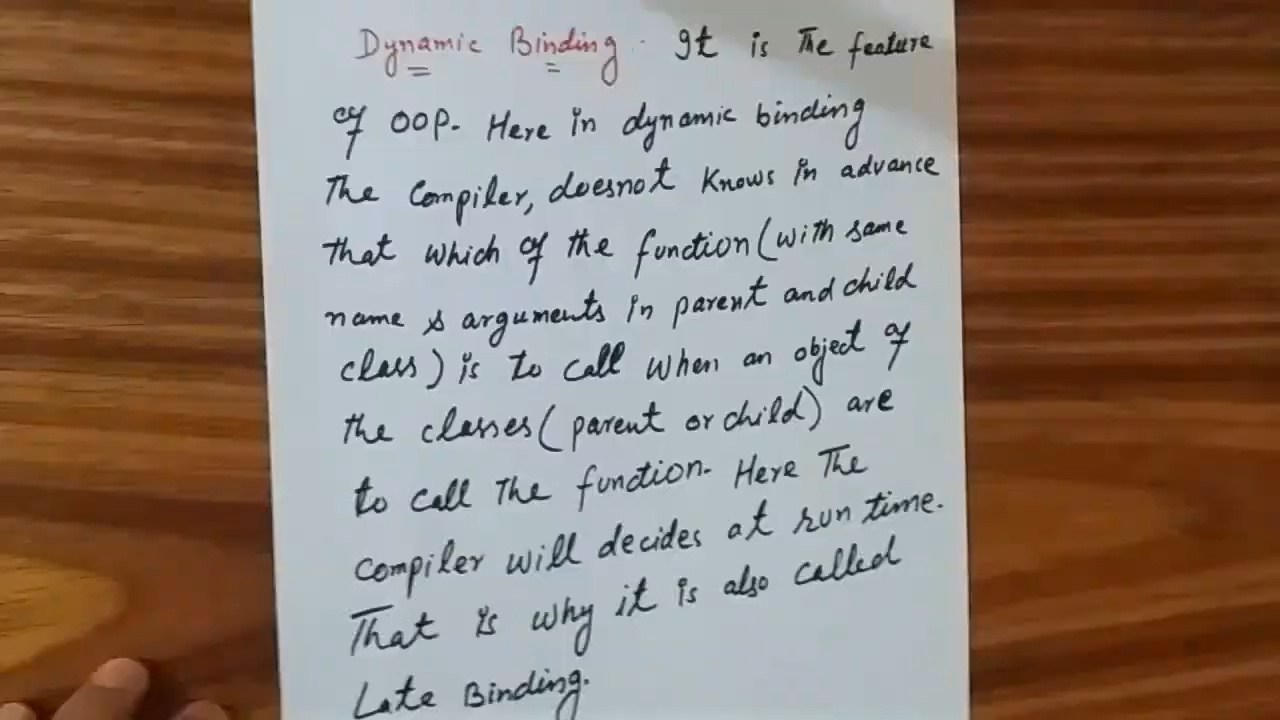 Dynamic Binding. It is The feature
of OOP. Here in dynamic binding
The Compiler, doesnot Knows in advance
that which of the function (with same
name & arguments in parent and child
class) is to call when an object of
the classes (parent or child) are
to call The function. Here The
Compiler will decides at run time.
That is why it is also called
Late Binding.